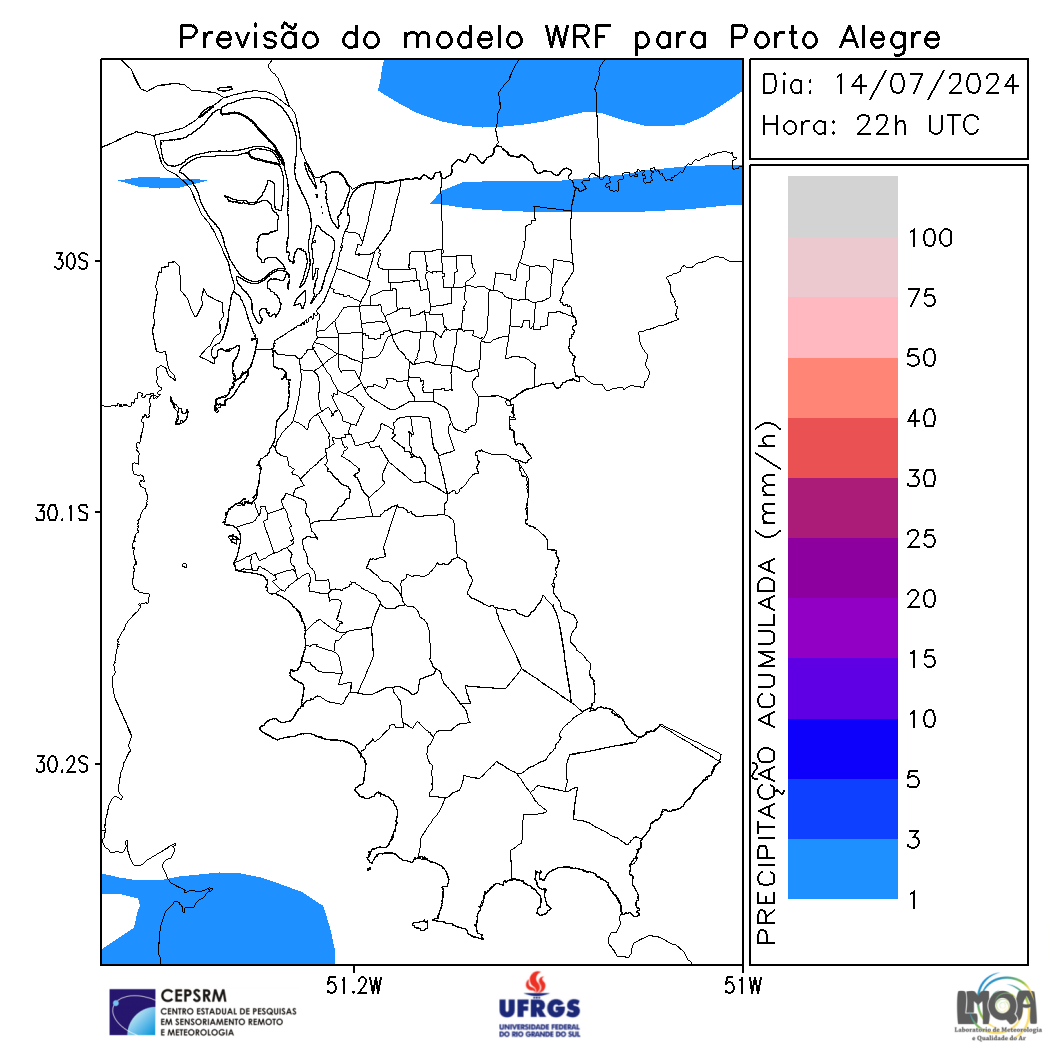 Previsão do modelo WRF para Porto Alegre
Dia: 14/07/2024
Hora: 22h UTC
30S
30.1S
30.2S
51.2W
51W
PRECIPITAÇÃO ACUMULADA (mm/h)
100
75
50
40
30
25
20
15
10
5
3
1
CEPSRM
CENTRO ESTADUAL DE PESQUISAS
EM SENSORIAMENTO REMOTO
E METEOROLOGIA
UFRGS
UNIVERSIDADE FEDERAL
DO RIO GRANDE DO SUL
LMQA
Laboratório de Meteorologia
e Qualidade do Ar